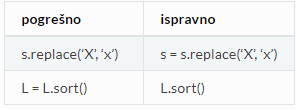 pogrešno ispravno
s.replace(‘X’, ‘x’) s = s.replace(‘X’, ‘x’)
L = L.sort() L.sort()